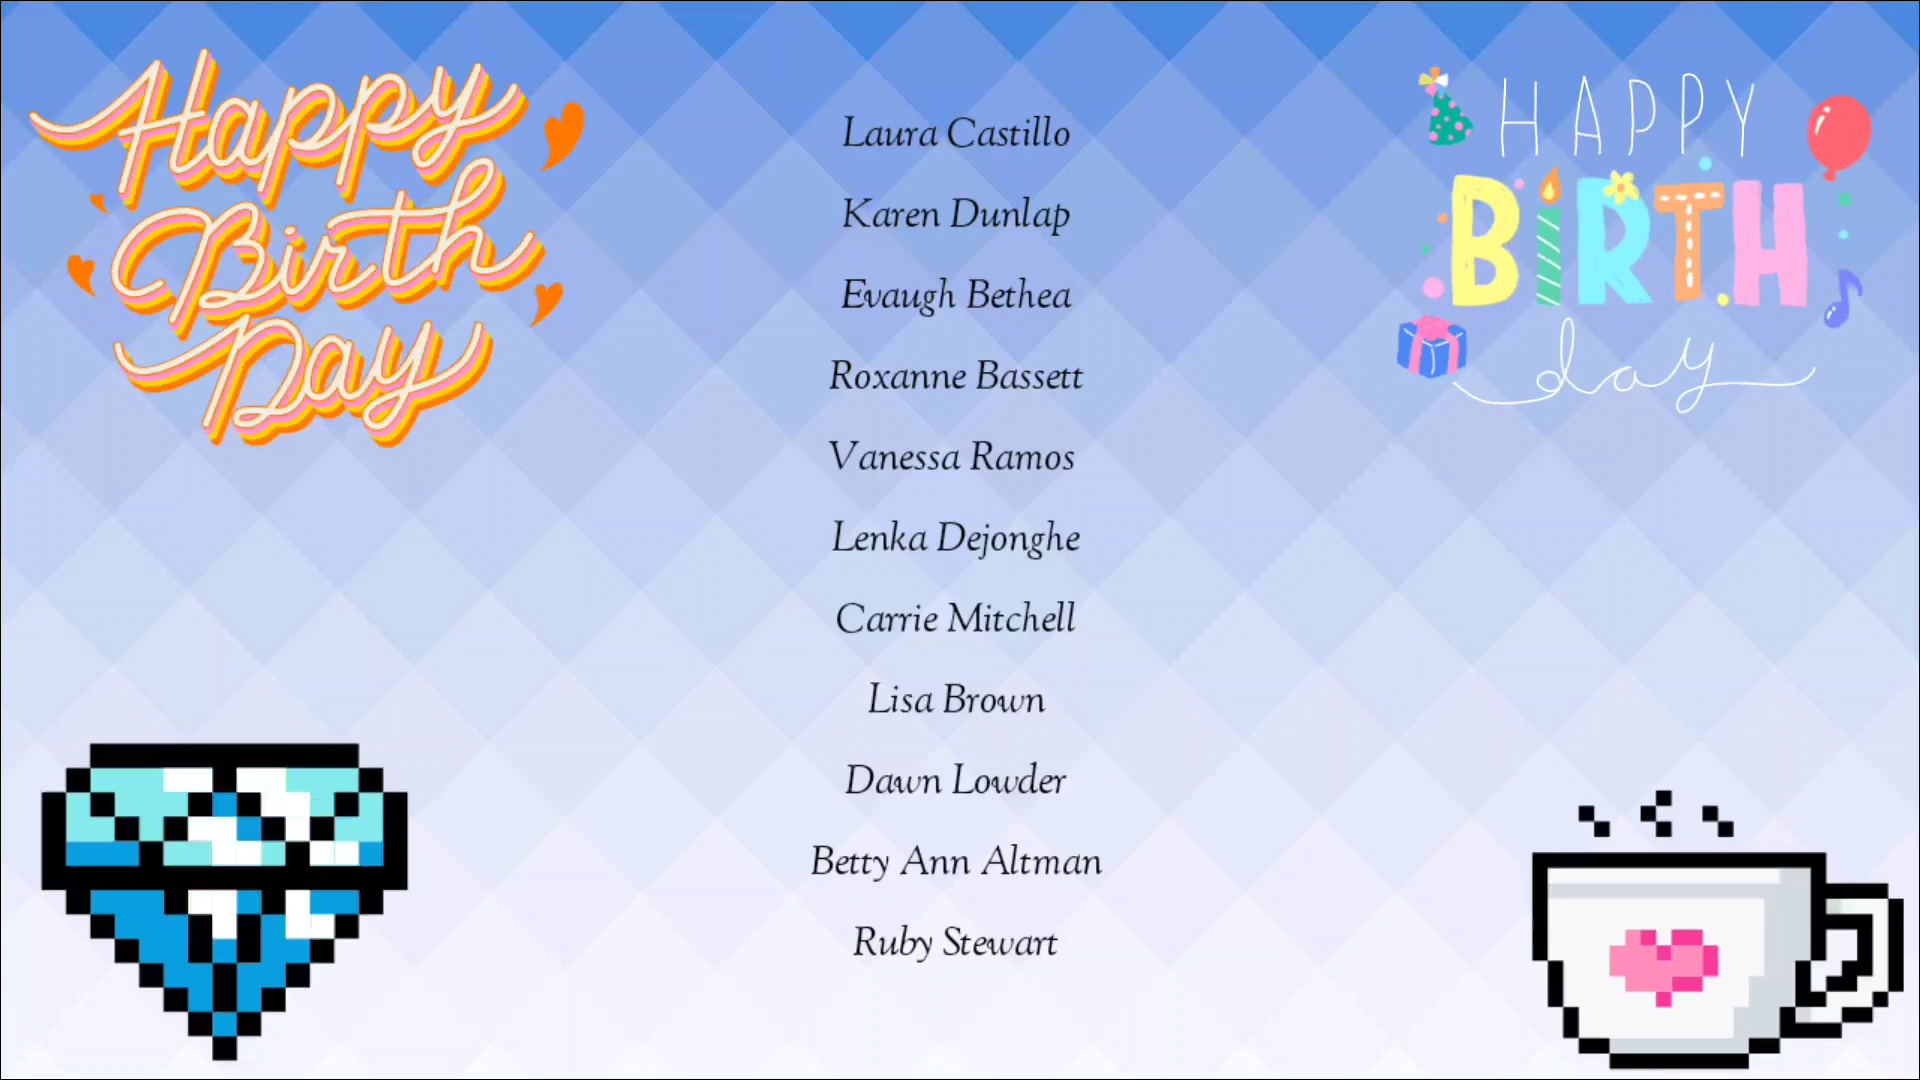 Happy
Birth
Day
Laura Castillo
Karen Dunlap
Evaugh Bethea
Roxanne Bassett
Vanessa Ramos
Lenka Dejonghe
Carrie Mitchell
Lisa Brown
Dawn Lowder
Betty Ann Altman
Ruby Stewart
HAPPY
BiRTH
day